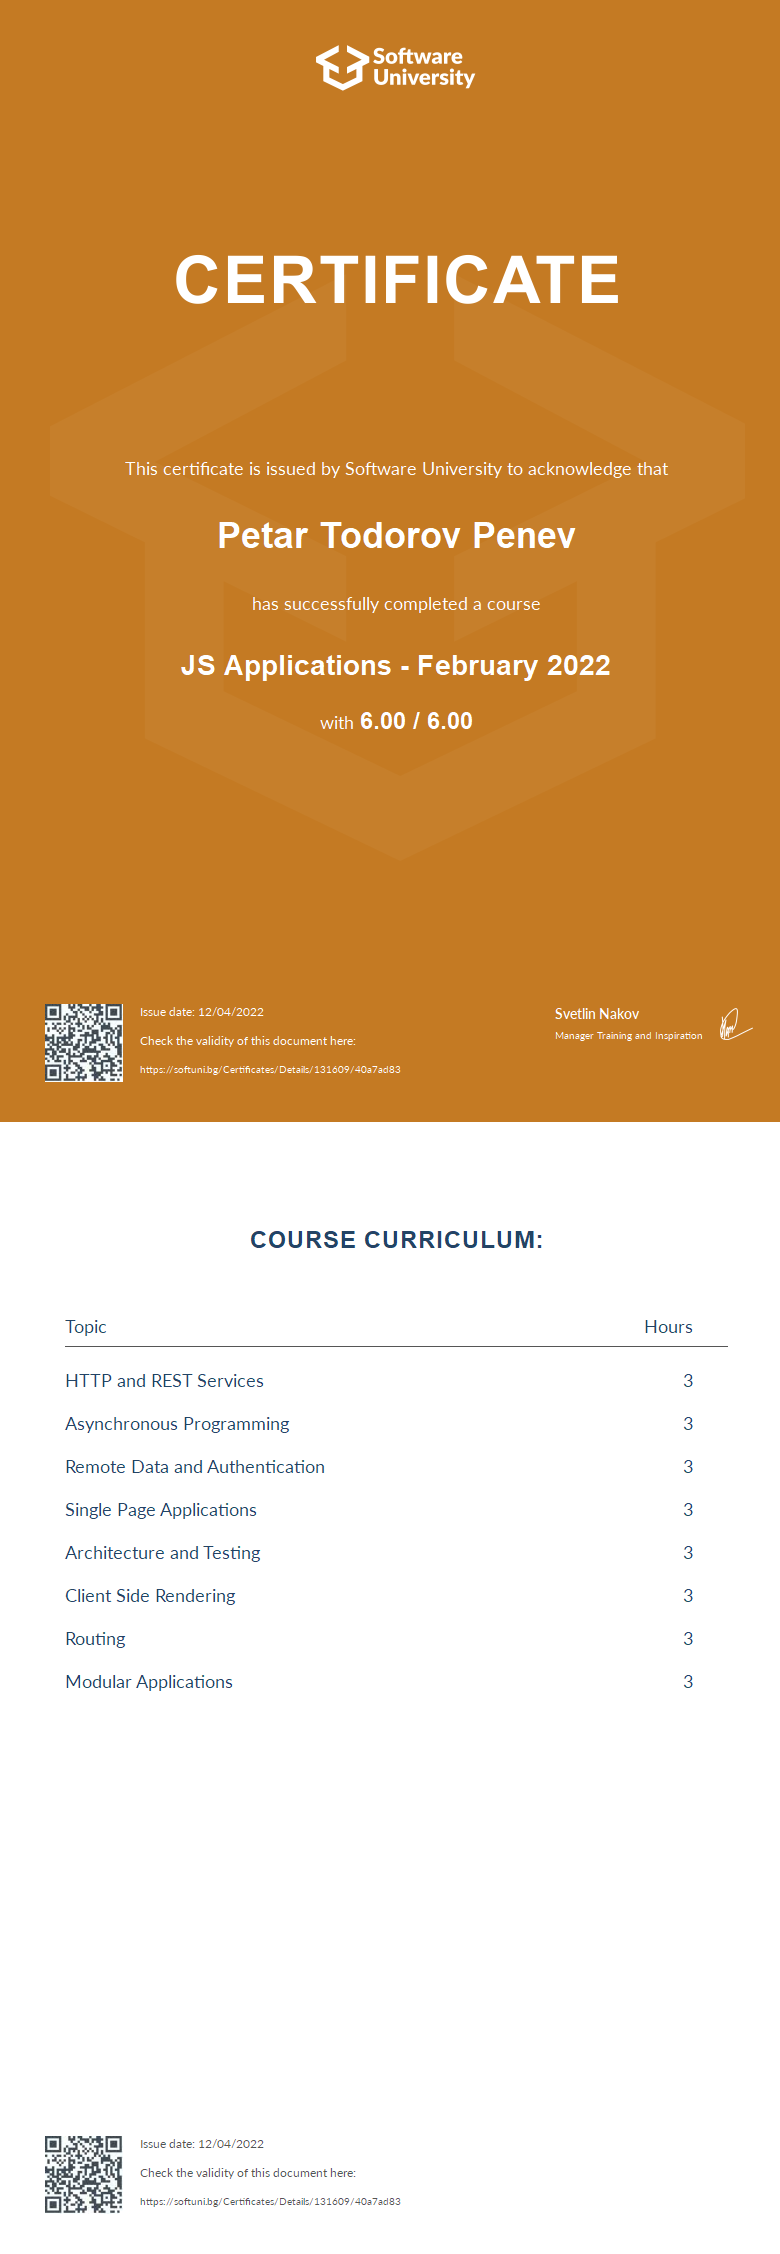 Software
University
CERTIFICATE
This certificate is issued by Software University to acknowledge that
Petar Todorov Penev
has successfully completed a course
JS Applications - February 2022
with 6.00 / 6.00
Issue date: 12/04/2022
Check the validity of this document here:
https://softuni.bg/Certificates/Details/131609/40a7ad83
Svetlin Nakov
Manager Training and Inspiration
COURSE CURRICULUM:
Topic Hours
HTTP and REST Services 3
Asynchronous Programming 3
Remote Data and Authentication 3
Single Page Applications 3
Architecture and Testing 3
Client Side Rendering 3
Routing 3
Modular Applications 3
Issue date: 12/04/2022
Check the validity of this document here:
https://softuni.bg/Certificates/Details/131609/40a7ad83